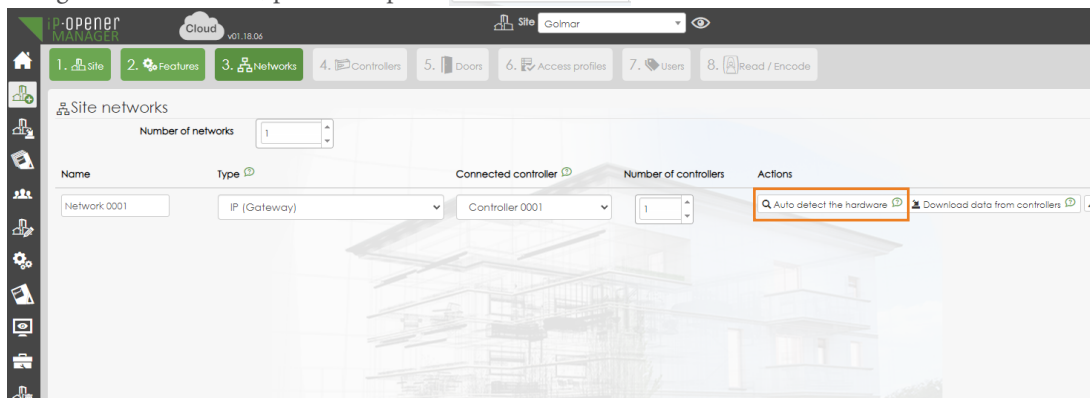 iP·OPENER
MANAGER
Cloud
v01.18.06
Site Golmar
1. Site 2. Features 3. Networks 4. Controllers 5. Doors 6. Access profiles 7. Users 8. Read / Encode
Site networks
Number of networks 1
Name Type Connected controller Number of controllers Actions
Network 0001 IP (Gateway) Controller 0001 1 Auto detect the hardware Download data from controllers